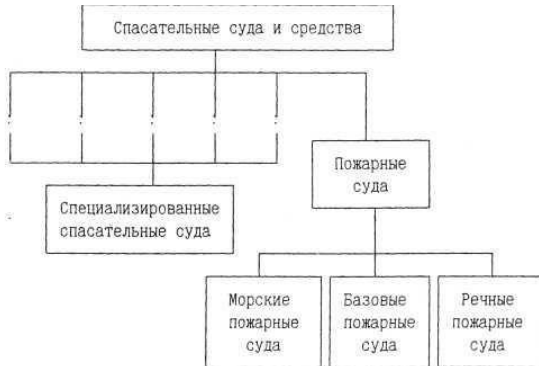 Спасательные суда и средства
Пожарные
суда
Специализированные
спасательные суда
Морские
пожарные
суда
Базовые
пожарные
суда
Речные
пожарные
суда